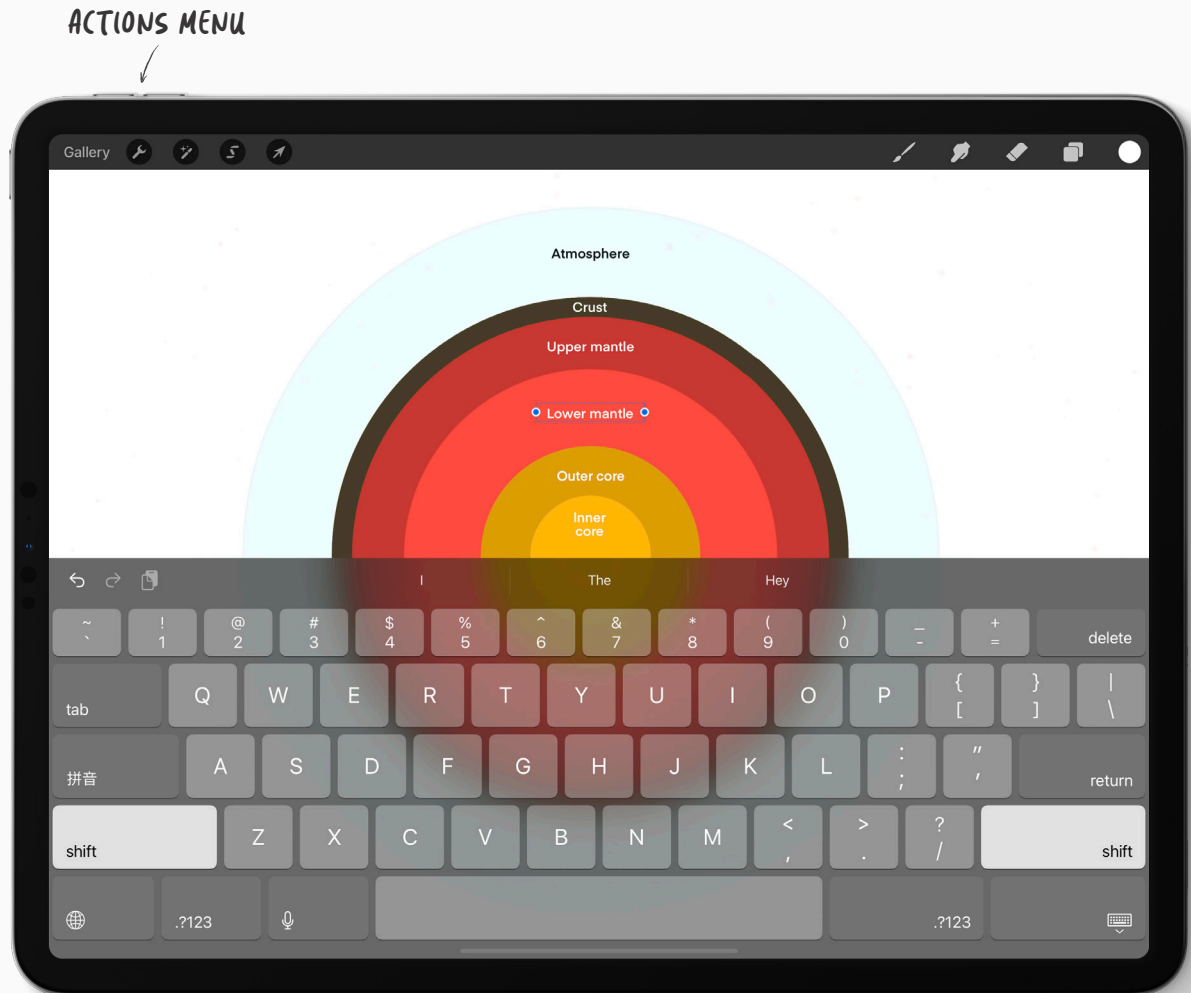 ACTIONS MENU
Gallery
Atmosphere
Crust
Upper mantle
Lower mantle
Outer core
Inner
core
I The Hey
~ ! @ # $ % ^ & * ( ) _ +
` 1 2 3 4 5 6 7 8 9 0 - = delete
tab Q W E R T Y U I O P { [ } ] | \
拼音 A S D F G H J K L : ; " ' return
shift Z X C V B N M < , > . ? / shift
.?123 .?123